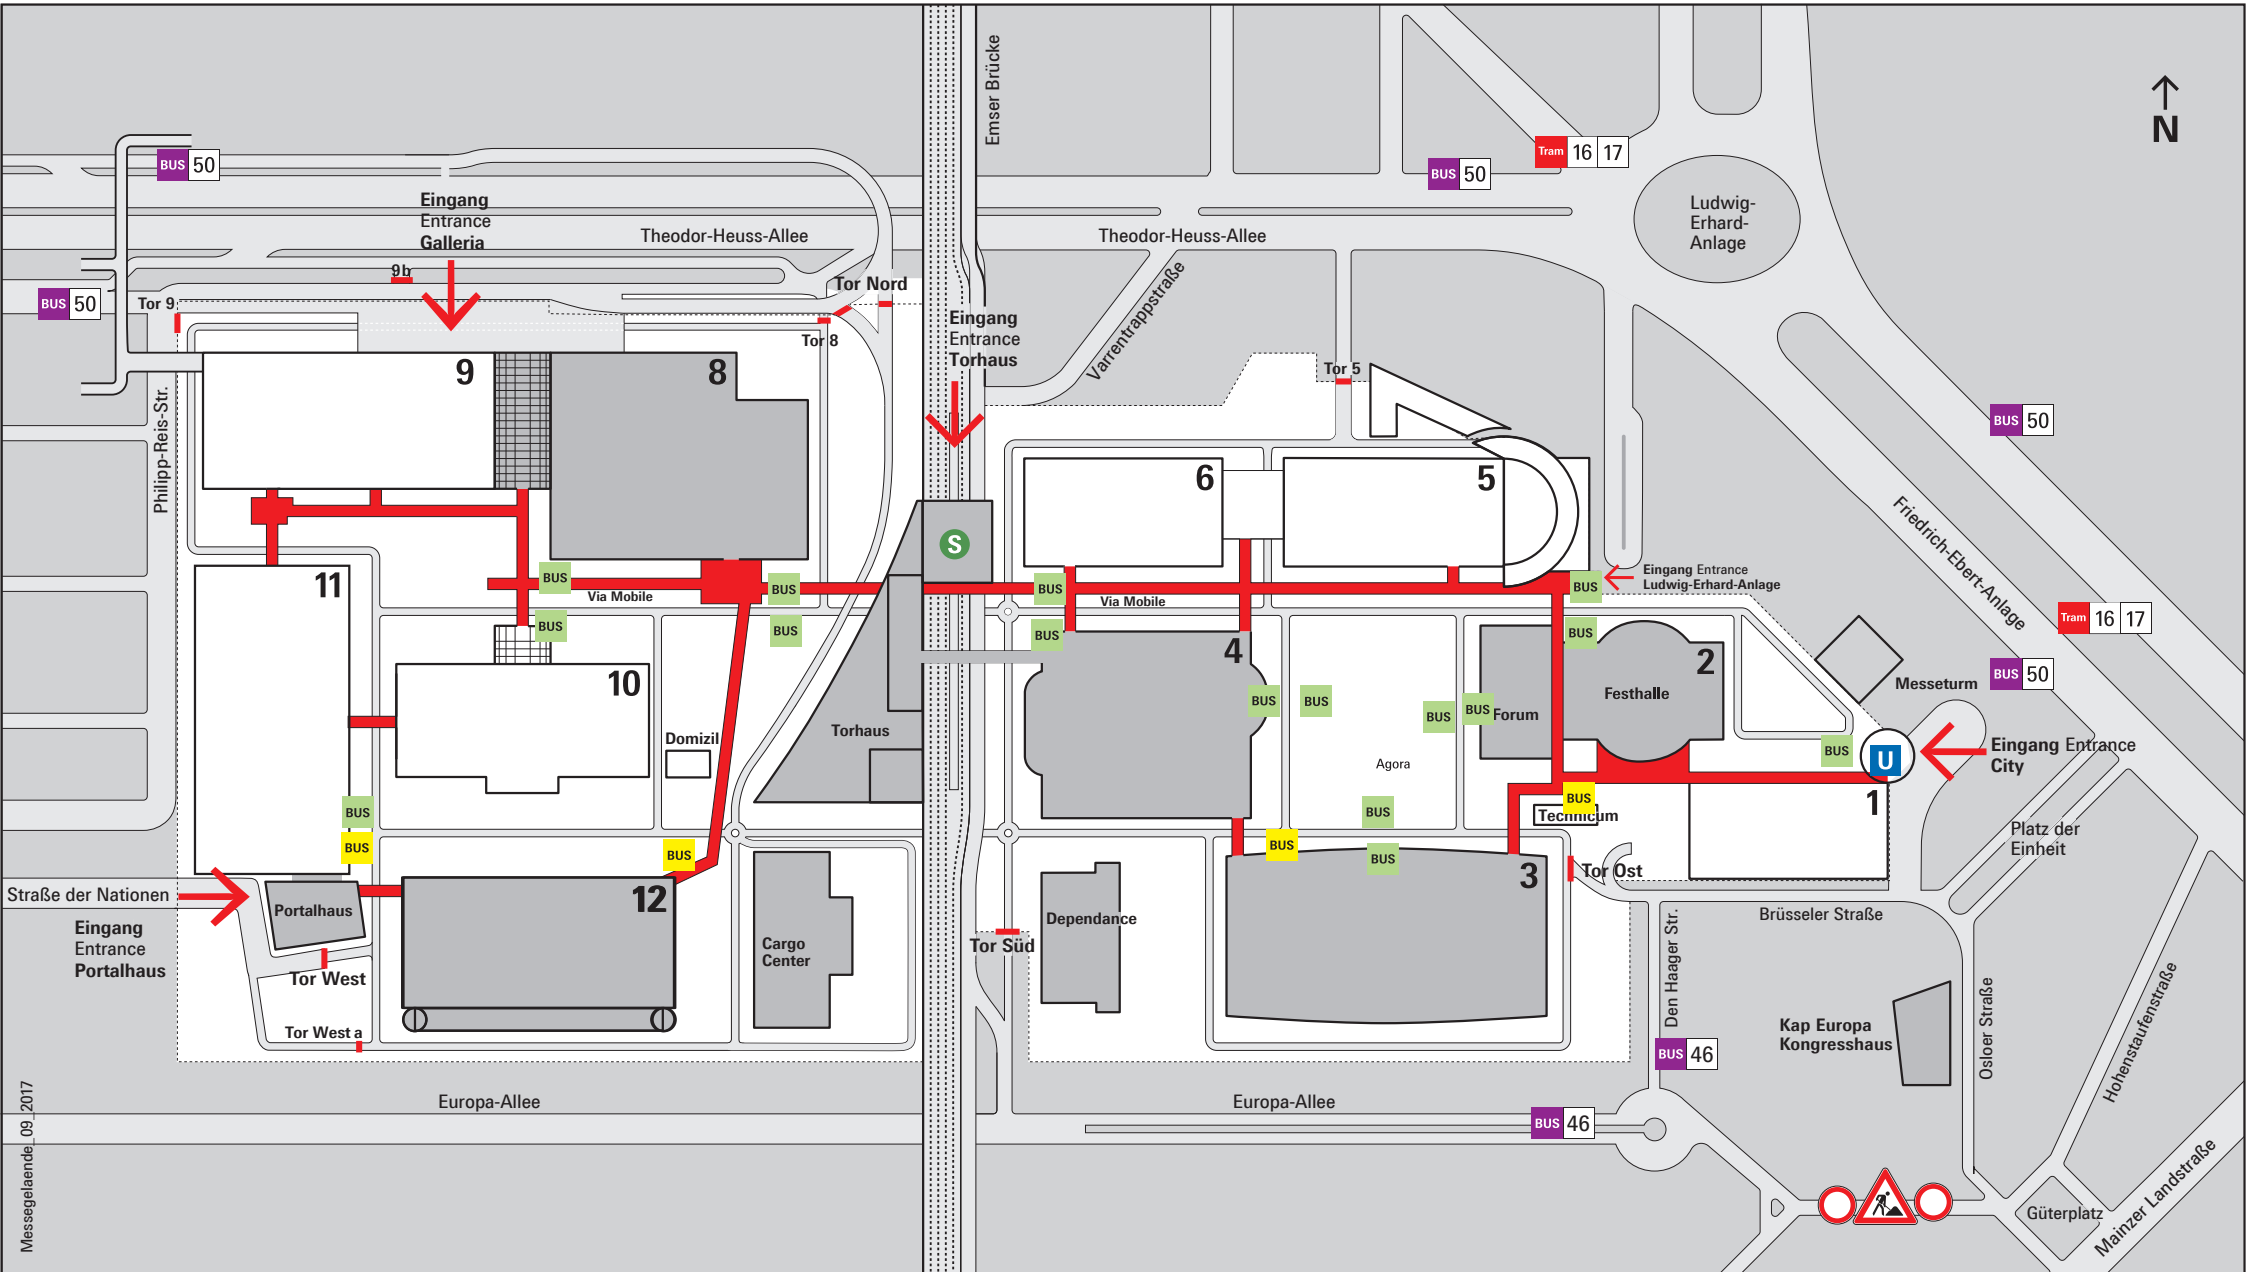 Emser Brücke
N
BUS 50
Tram 16 17
BUS 50
Eingang
Entrance
Galleria
Theodor-Heuss-Allee
Theodor-Heuss-Allee
Ludwig-
Erhard-
Anlage
9b
Tor Nord
BUS 50
Tor 9
Tor 8
Eingang
Entrance
Torhaus
Varrentrappstraße
Tor 5
9
8
Philipp-Reis-Str.
BUS 50
6
5
Friedrich-Ebert-Anlage
S
11
BUS
Via Mobile
BUS
BUS
Via Mobile
BUS
Eingang Entrance
Ludwig-Erhard-Anlage
BUS
BUS
BUS
BUS
Tram 16 17
4
2
Festhalle
10
Messeturm
BUS 50
BUS
BUS
BUS
BUS
Forum
Torhaus
Domizil
BUS
U
Eingang Entrance
City
Agora
BUS
BUS
BUS
Technicum
1
BUS
BUS
BUS
BUS
Platz der
Einheit
3
Tor Ost
Straße der Nationen
Portalhaus
12
Dependance
Brüsseler Straße
Eingang
Entrance
Portalhaus
Cargo
Center
Tor Süd
Den Haager Str.
Tor West
Osloer Straße
Hohenstaufenstraße
Tor West a
Kap Europa
Kongresshaus
BUS 46
Europa-Allee
Europa-Allee
BUS 46
Messegelaende_09_2017
Güterplatz
Mainzer Landstraße